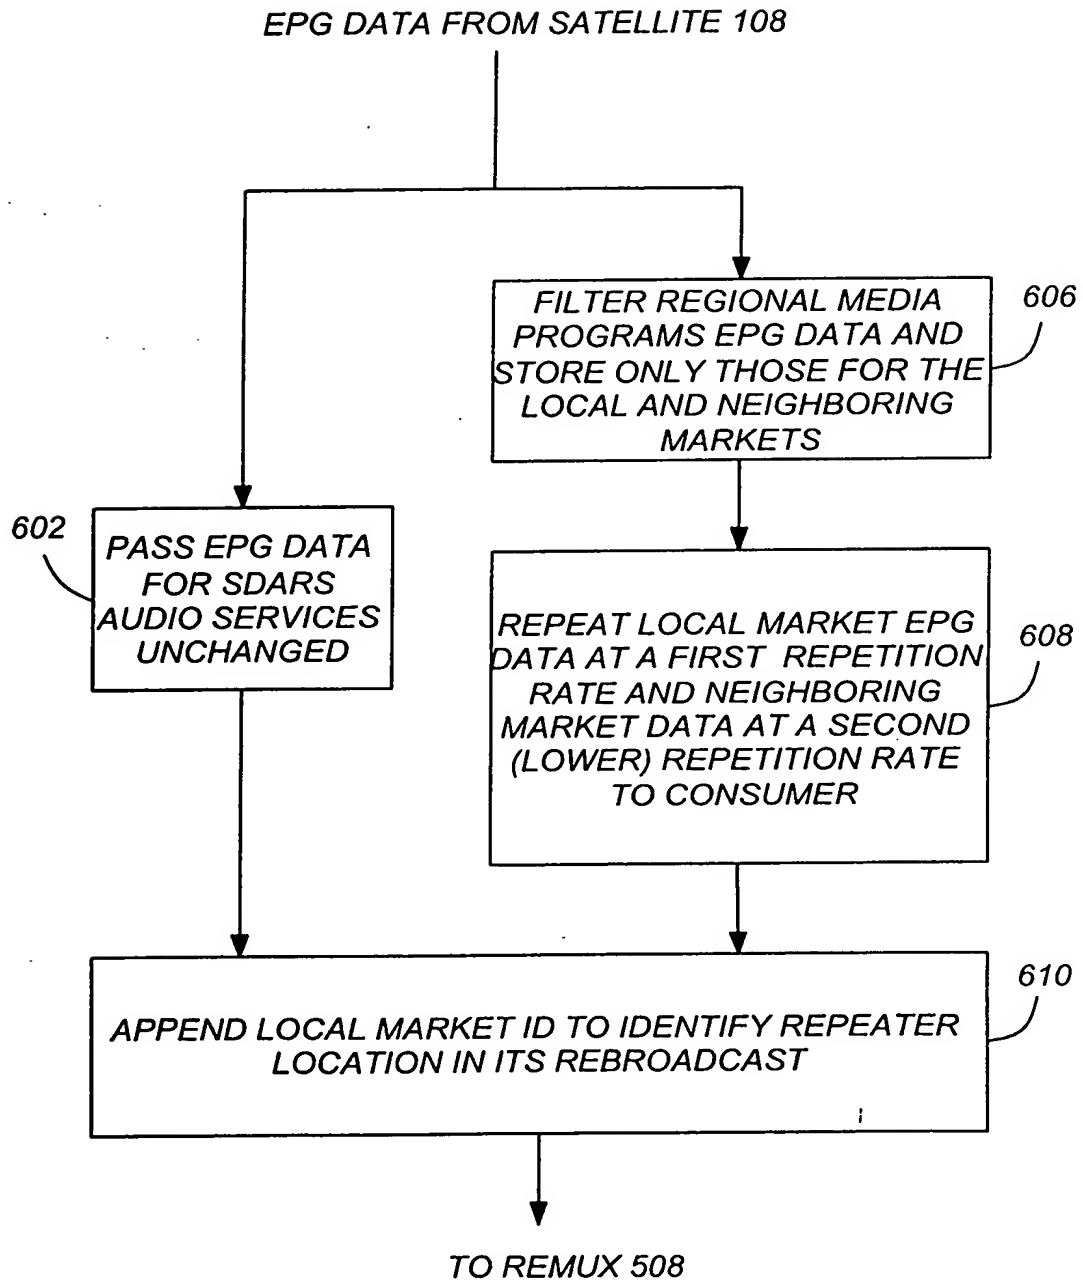 EPG DATA FROM SATELLITE 108
FILTER REGIONAL MEDIA
PROGRAMS EPG DATA AND
STORE ONLY THOSE FOR THE
LOCAL AND NEIGHBORING
MARKETS
606
602
PASS EPG DATA
FOR SDARS
AUDIO SERVICES
UNCHANGED
REPEAT LOCAL MARKET EPG
DATA AT A FIRST REPETITION
RATE AND NEIGHBORING
MARKET DATA AT A SECOND
(LOWER) REPETITION RATE
TO CONSUMER
608
APPEND LOCAL MARKET ID TO IDENTIFY REPEATER
LOCATION IN ITS REBROADCAST
610
TO REMUX 508